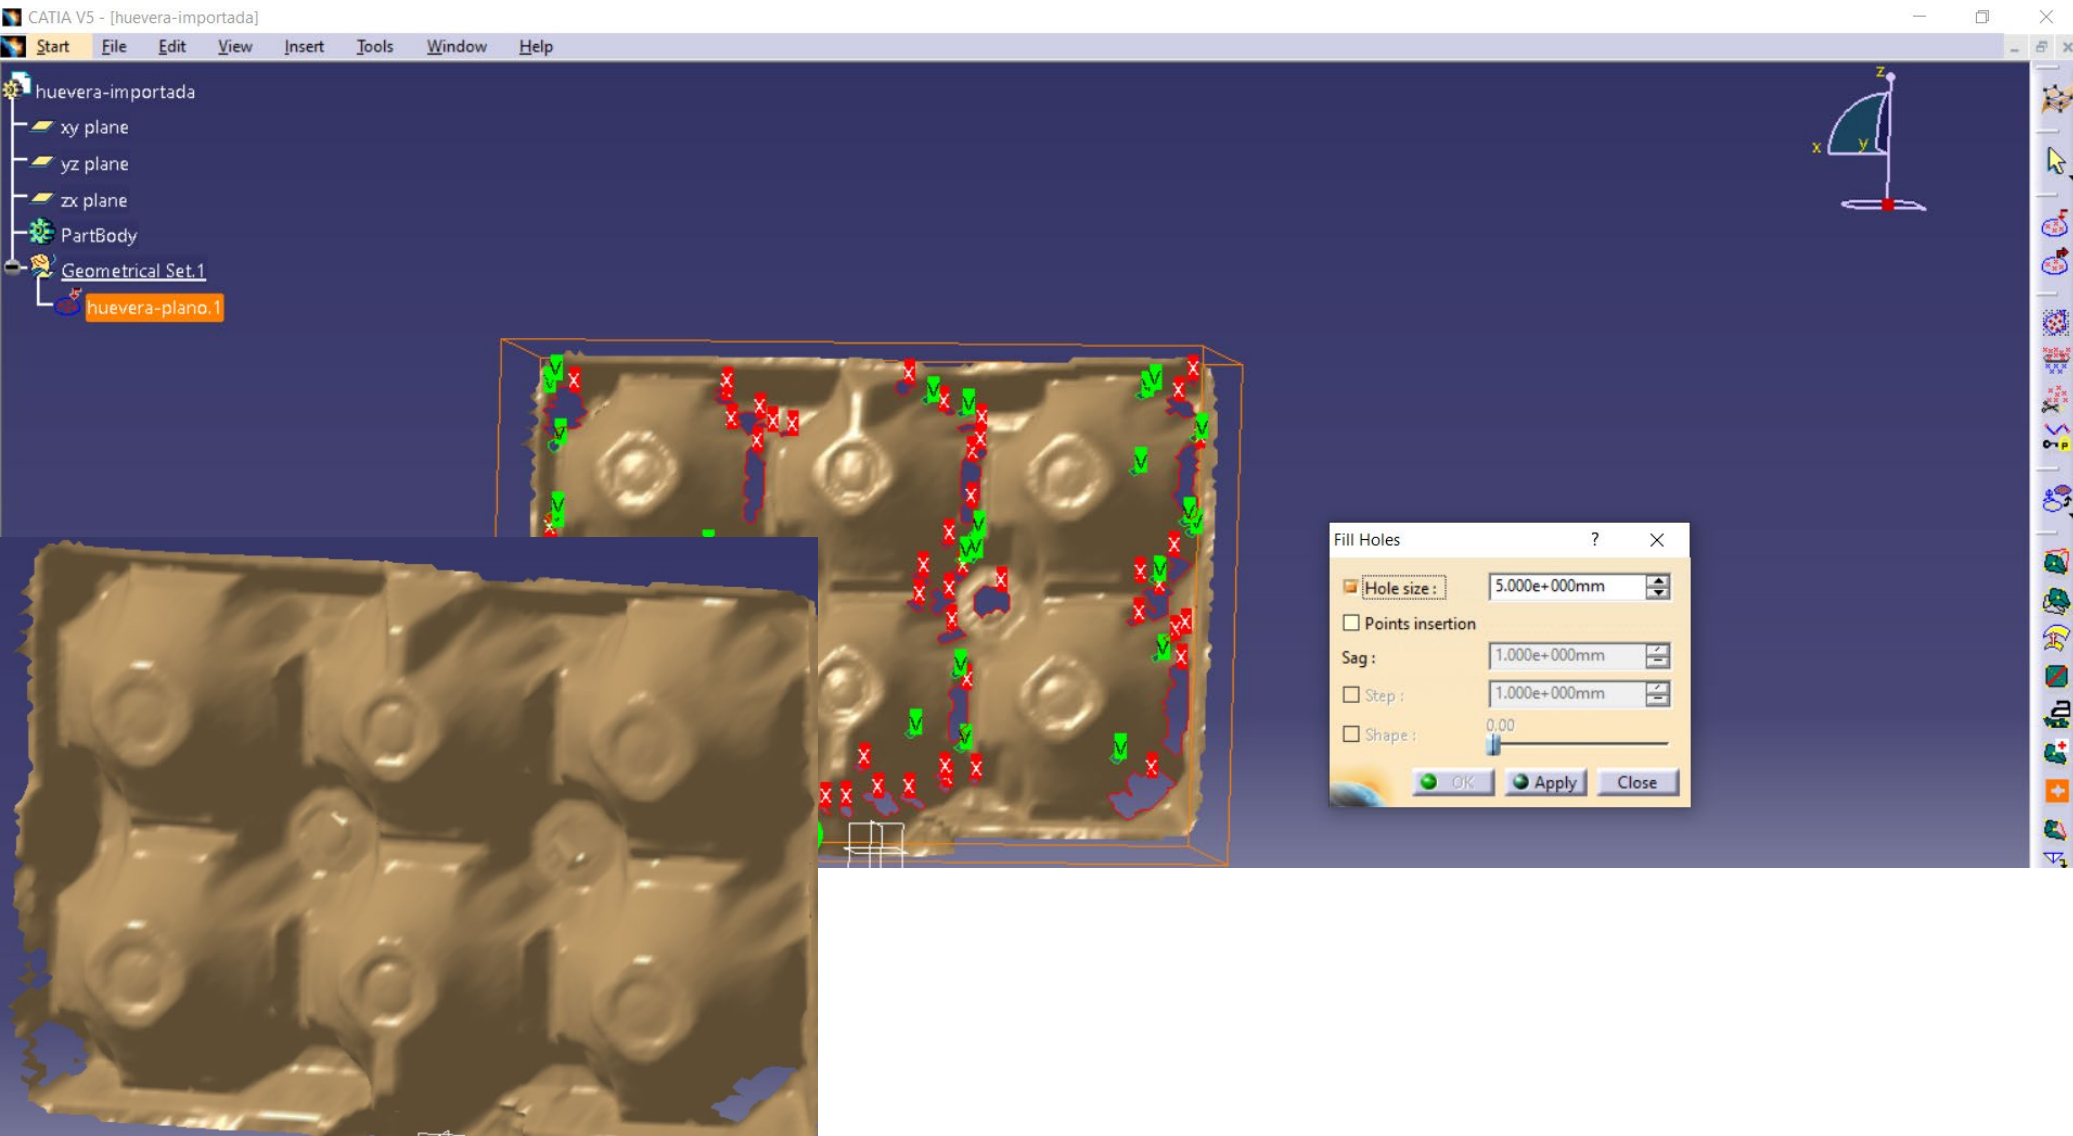 CATIA V5 - [huevera-importada]
Start File Edit View Insert Tools Window Help
huevera-importada
xy plane
yz plane
zx plane
PartBody
Geometrical Set.1
huevera-plano.1
z
x
y
Fill Holes ?
Hole size : 5.000e+000mm
Points insertion
Sag : 1.000e+000mm
Step : 1.000e+000mm
Shape : 0.00
OK Apply Close